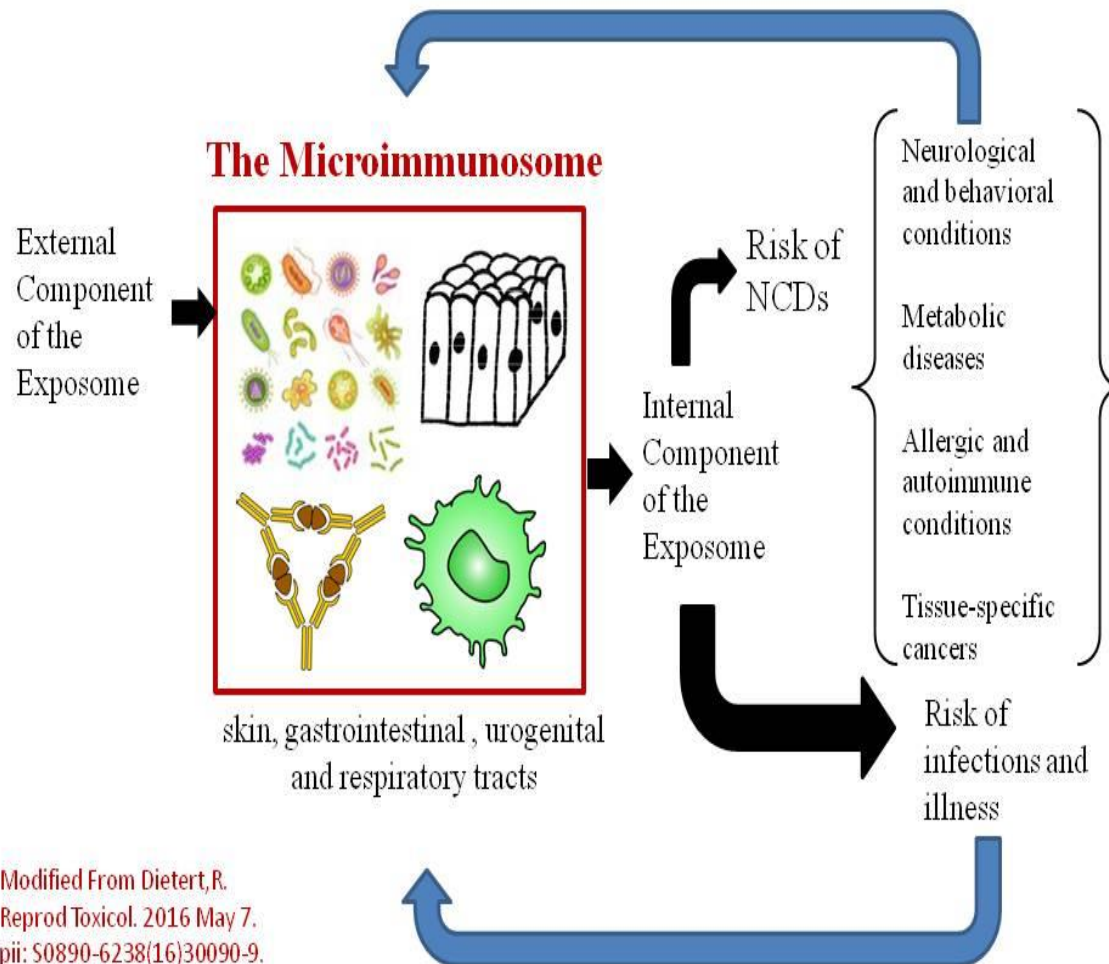 The Microimmunosome
External
Component
of the
Exposome
skin, gastrointestinal , urogenital
and respiratory tracts
Internal
Component
of the
Exposome
Risk of
NCDs
Neurological
and behavioral
conditions
Metabolic
diseases
Allergic and
autoimmune
conditions
Tissue-specific
cancers
Risk of
infections and
illness
Modified From Dietert,R.
Reprod Toxicol. 2016 May 7.
pii: S0890-6238(16)30090-9.